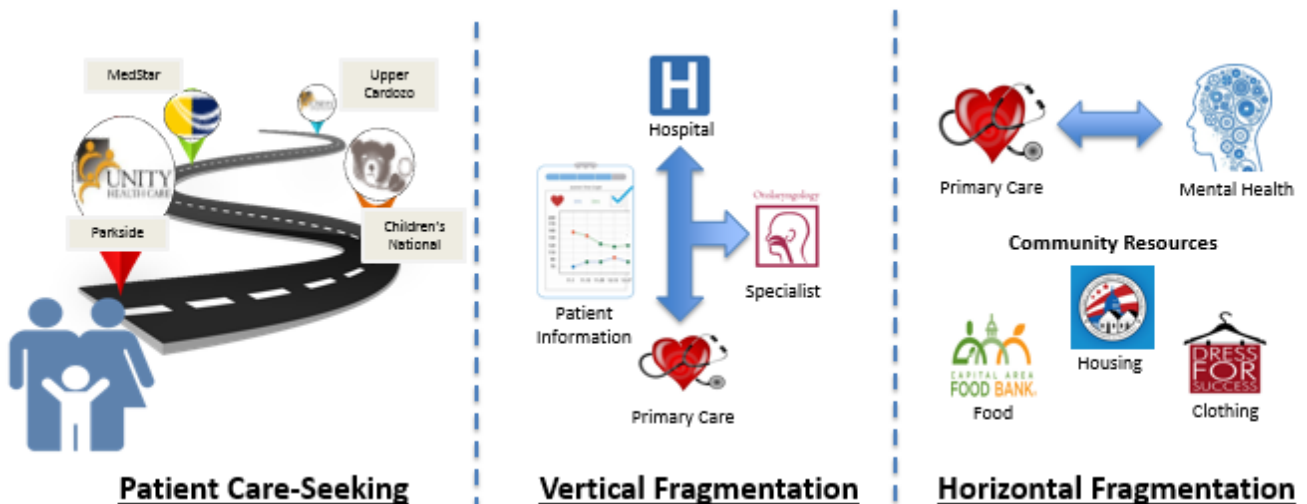 MedStar
Upper
Cardozo
UNITY
HEALTH CARE
Parkside
Children's
National
Patient Care-Seeking
H
Hospital
Otolaryngology
Specialist
Patient
Information
Primary Care
Vertical Fragmentation
Primary Care
Mental Health
Community Resources
Housing
CAPITAL AREA
FOOD BANK
Food
DRESS
FOR
SUCCESS
Clothing
Horizontal Fragmentation